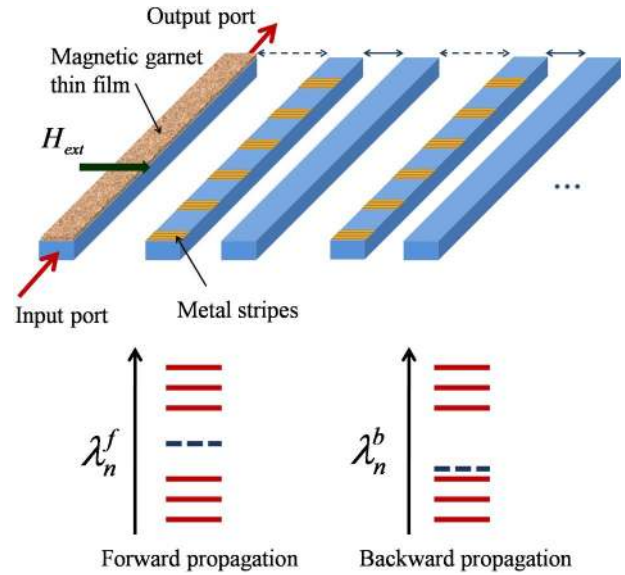 Output port
Magnetic garnet
thin film
H_ext
...
Input port
Metal stripes
λ_n^f
λ_n^b
Forward propagation
Backward propagation